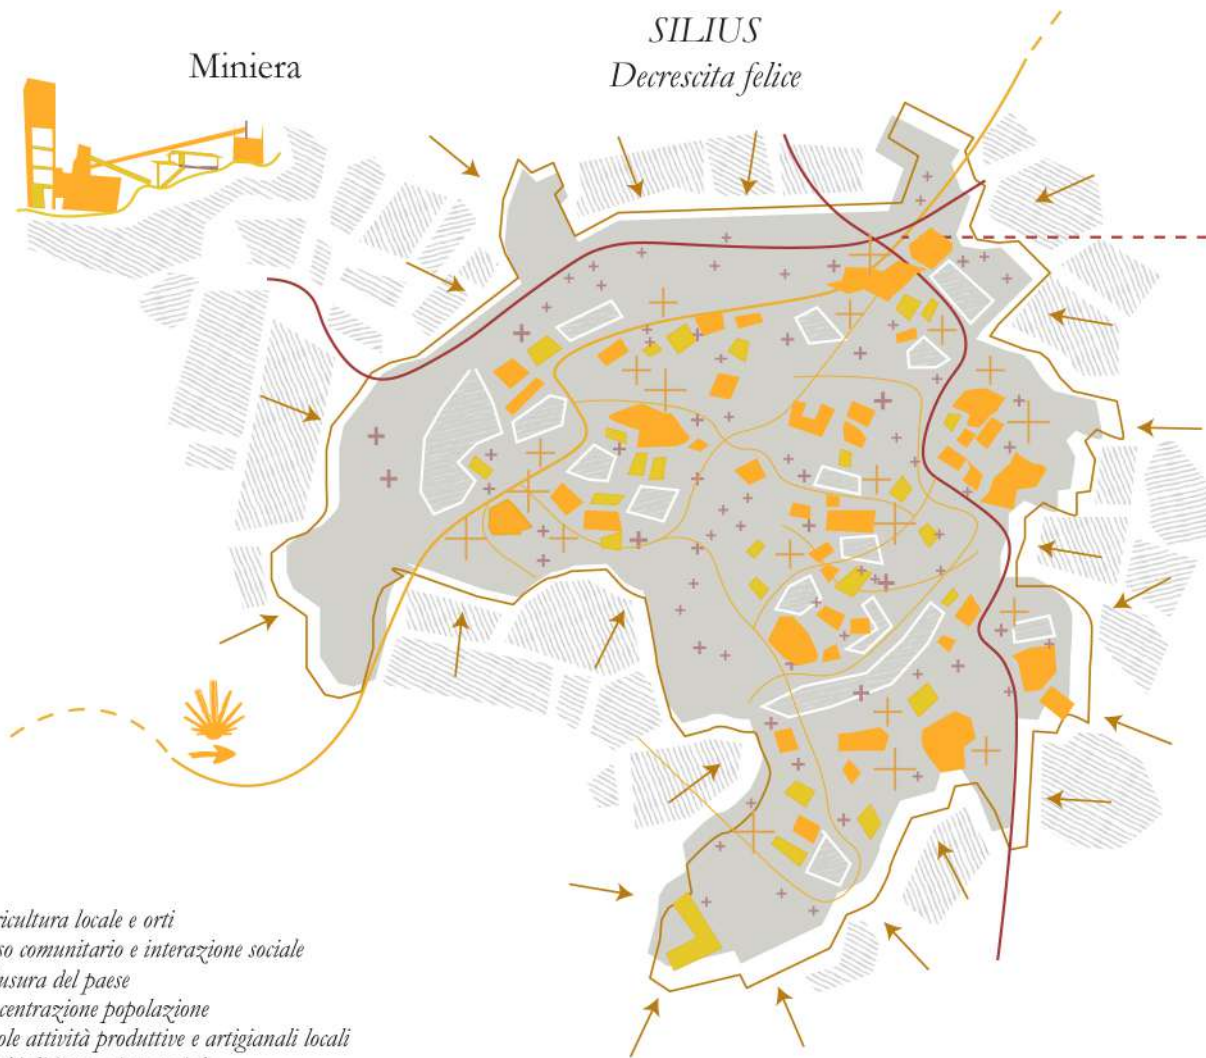 SILIUS
Decrescita felice
Miniera
ricultura locale e orti
so comunitario e interazione sociale
usura del paese
centrazione popolazione
ole attività produttive e artigianali locali